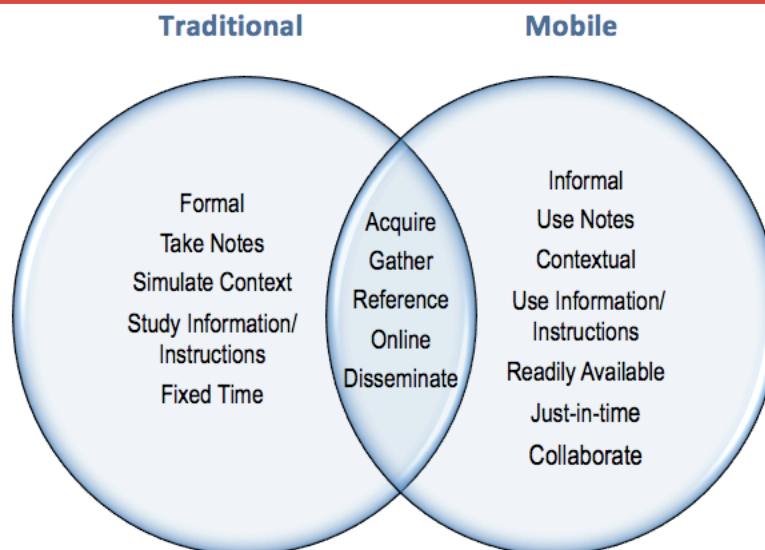 Traditional
Mobile
Formal
Take Notes
Simulate Context
Study Information/
Instructions
Fixed Time
Acquire
Gather
Reference
Online
Disseminate
Informal
Use Notes
Contextual
Use Information/
Instructions
Readily Available
Just-in-time
Collaborate